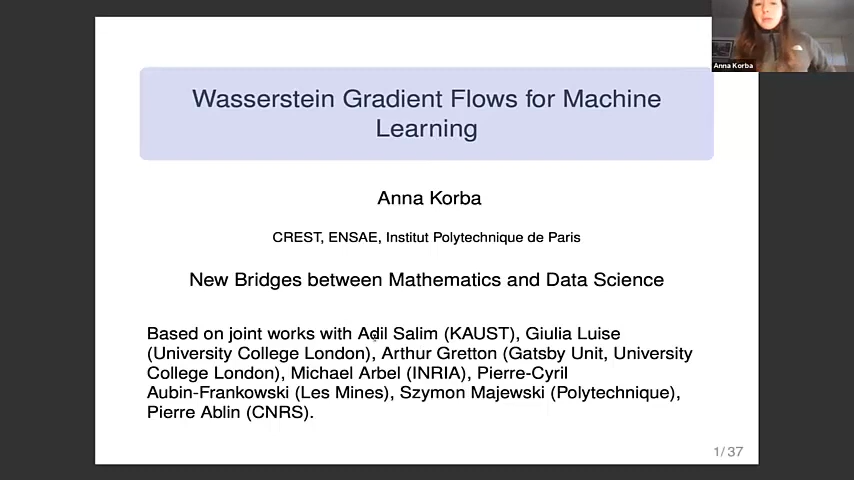 Wasserstein Gradient Flows for Machine
Learning
Anna Korba
Anna Korba
CREST, ENSAE, Institut Polytechnique de Paris
New Bridges between Mathematics and Data Science
Based on joint works with Adil Salim (KAUST), Giulia Luise
(University College London), Arthur Gretton (Gatsby Unit, University
College London), Michael Arbel (INRIA), Pierre-Cyril
Aubin-Frankowski (Les Mines), Szymon Majewski (Polytechnique),
Pierre Ablin (CNRS).
1/37